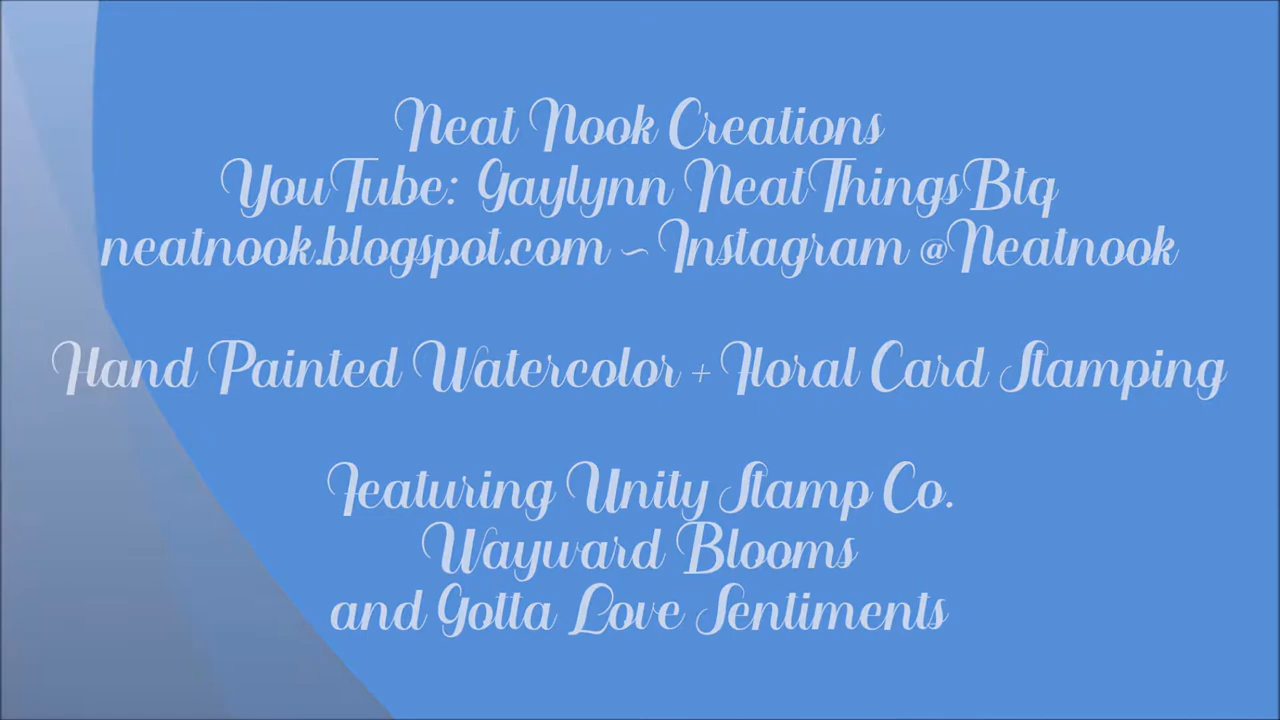 Neat Nook Creations
YouTube: Gaylynn NeatThingsBtq
neatnook.blogspot.com ~ Instagram @Neatnook
Hand Painted Watercolor + Floral Card Stamping
Featuring Unity Stamp Co.
Wayward Blooms
and Gotta Love Sentiments